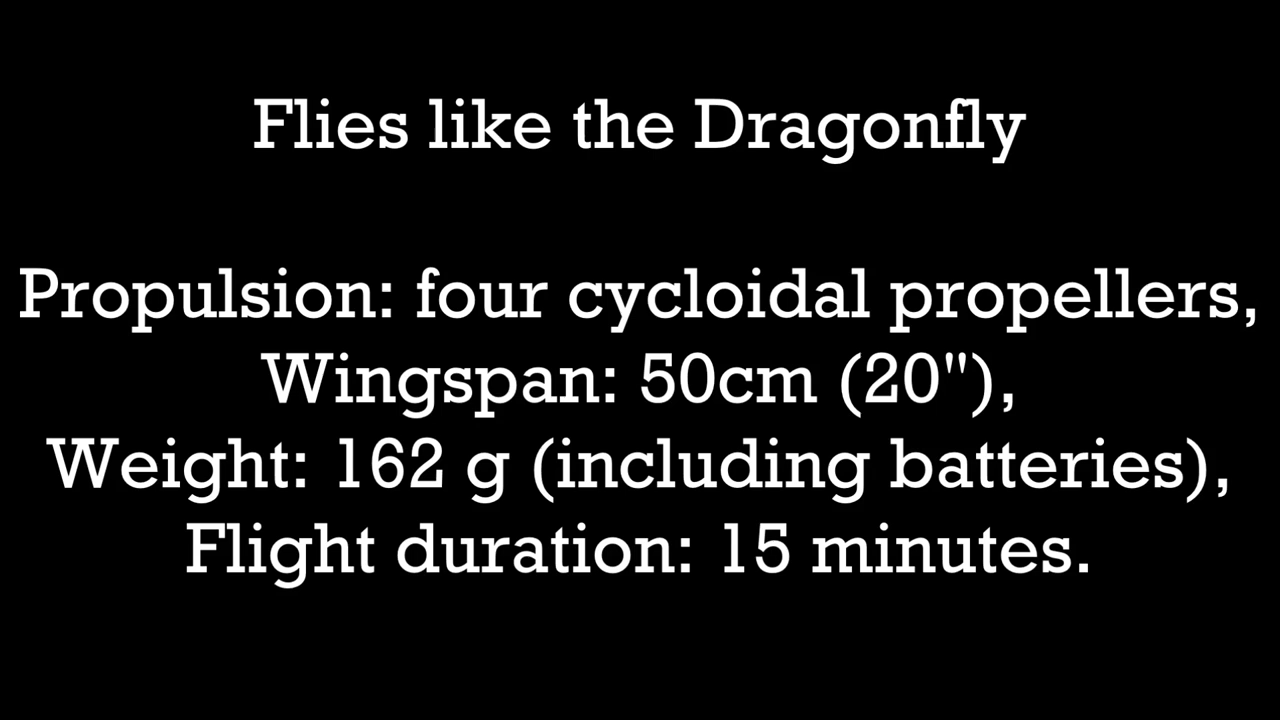 Flies like the Dragonfly
Propulsion: four cycloidal propellers,
Wingspan: 50cm (20"),
Weight: 162 g (including batteries),
Flight duration: 15 minutes.